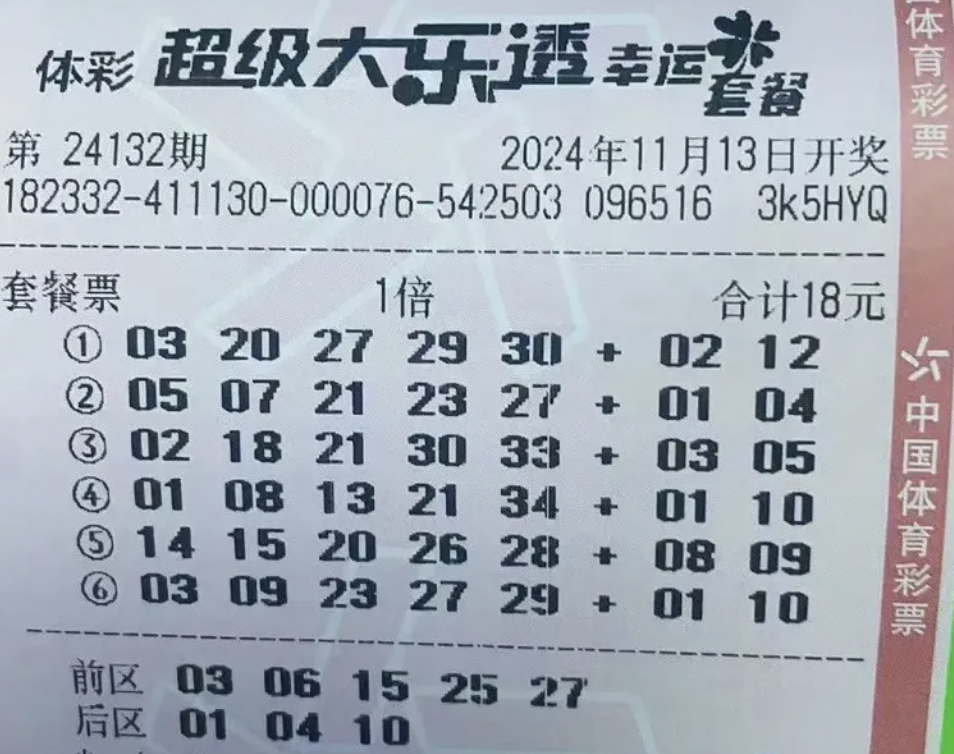 体彩 超级大乐透 幸运套餐
第 24132期 2024年11月13日开奖
182332-411130-000076-542503 096516 3k5HYQ
套餐票 1倍 合计18元
① 03 20 27 29 30 + 02 12
② 05 07 21 23 27 + 01 04
③ 02 18 21 30 33 + 03 05
④ 01 08 13 21 34 + 01 10
⑤ 14 15 20 26 28 + 08 09
⑥ 03 09 23 27 29 + 01 10
前区 03 06 15 25 27
后区 01 04 10
体育彩票
中国体育彩票